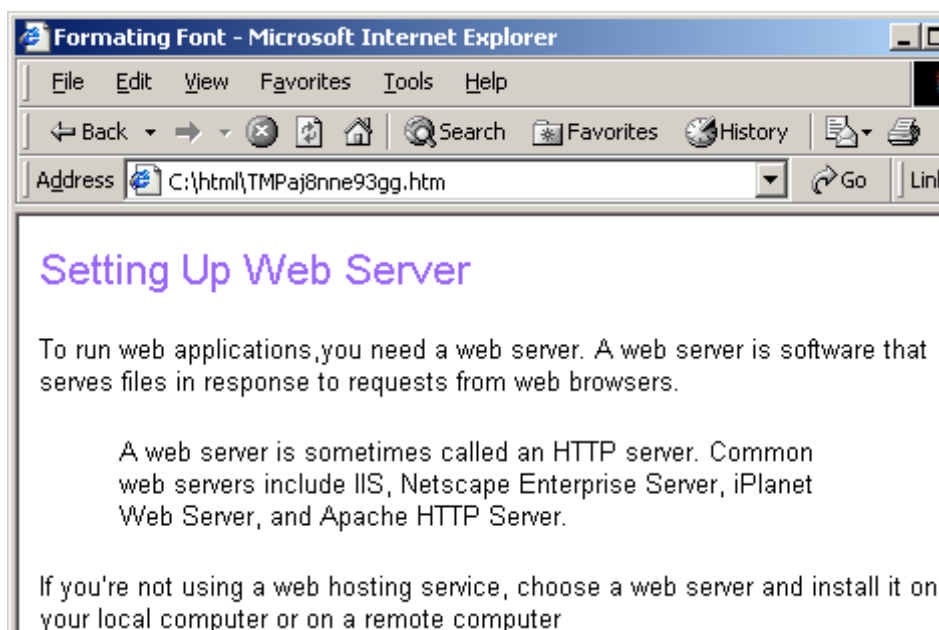 Formating Font - Microsoft Internet Explorer
File Edit View Favorites Tools Help
Back Search Favorites History
Address C:\html\TMPaj8nne93gg.htm Go
Setting Up Web Server
To run web applications,you need a web server. A web server is software that
serves files in response to requests from web browsers.
A web server is sometimes called an HTTP server. Common
web servers include IIS, Netscape Enterprise Server, iPlanet
Web Server, and Apache HTTP Server.
If you're not using a web hosting service, choose a web server and install it on
your local computer or on a remote computer